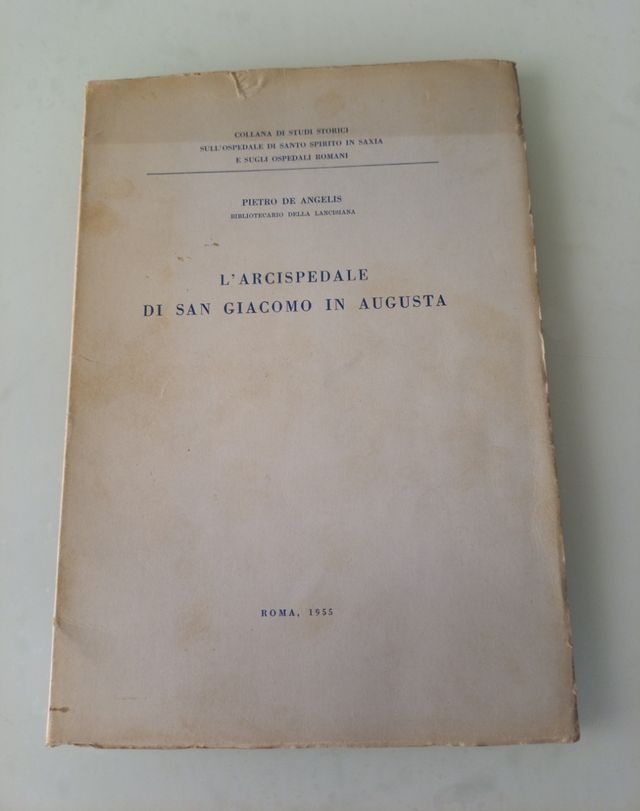 COLLANA DI STUDI STORICI
SULL'OSPEDALE DI SANTO SPIRITO IN SAXIA
E SUGLI OSPEDALI ROMANI
PIETRO DE ANGELIS
BIBLIOTECARIO DELLA LANCISIANA
L'ARCISPEDALE
DI SAN GIACOMO IN AUGUSTA
ROMA, 1955